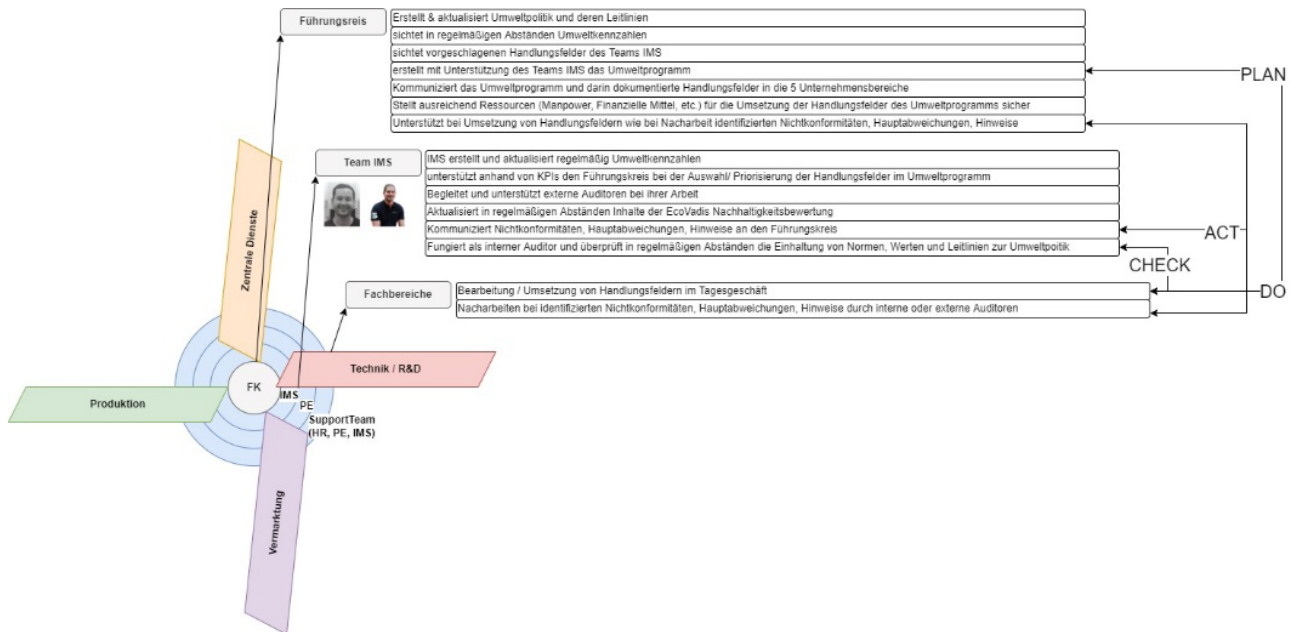 Führungsreis
Erstellt & aktualisiert Umweltpolitik und deren Leitlinien
sichtet in regelmäßigen Abständen Umweltkennzahlen
sichtet vorgeschlagenen Handlungsfelder des Teams IMS
erstellt mit Unterstützung des Teams IMS das Umweltprogramm
Kommuniziert das Umweltprogramm und darin dokumentierte Handlungsfelder in die 5 Unternehmensbereiche
Stellt ausreichend Ressourcen (Manpower, Finanzielle Mittel, etc.) für die Umsetzung der Handlungsfelder des Umweltprogramms sicher
Unterstützt bei Umsetzung von Handlungsfeldern wie bei Nacharbeit identifizierten Nichtkonformitäten, Hauptabweichungen, Hinweise
PLAN
Team IMS
IMS erstellt und aktualisiert regelmäßig Umweltkennzahlen
unterstützt anhand von KPIs den Führungskreis bei der Auswahl/ Priorisierung der Handlungsfelder im Umweltprogramm
Begleitet und unterstützt externe Auditoren bei ihrer Arbeit
Aktualisiert in regelmäßigen Abständen Inhalte der EcoVadis Nachhaltigkeitsbewertung
Kommuniziert Nichtkonformitäten, Hauptabweichungen, Hinweise an den Führungskreis
Fungiert als interner Auditor und überprüft in regelmäßigen Abständen die Einhaltung von Normen, Werten und Leitlinien zur Umweltpoitik
ACT
CHECK
Fachbereiche
Bearbeitung / Umsetzung von Handlungsfeldern im Tagesgeschäft
Nacharbeiten bei identifizierten Nichtkonformitäten, Hauptabweichungen, Hinweise durch interne oder externe Auditoren
DO
Zentrale Dienste
Technik / R&D
FK
IMS
PE
Produktion
SupportTeam
(HR, PE, IMS)
Vermarktung